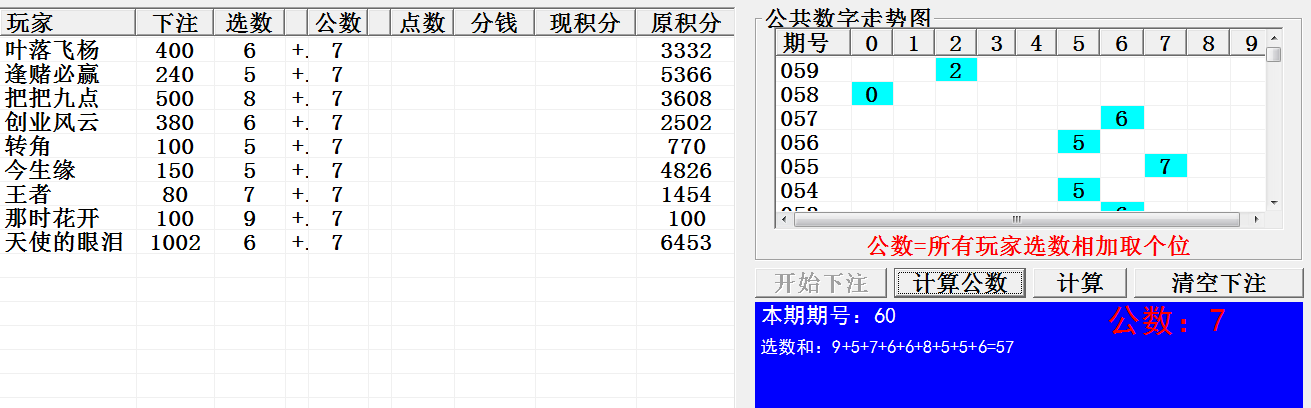 玩家 下注 选数 公数 点数 分钱 现积分 原积分
叶落飞杨 400 6 +. 7 3332
逢赌必赢 240 5 +. 7 5366
把把九点 500 8 +. 7 3608
创业风云 380 6 +. 7 2502
转角 100 5 +. 7 770
今生缘 150 5 +. 7 4826
王者 80 7 +. 7 1454
那时花开 100 9 +. 7 100
天使的眼泪 1002 6 +. 7 6453
公共数字走势图
期号 0 1 2 3 4 5 6 7 8 9
059 2
058 0
057 6
056 5
055 7
054 5
公数=所有玩家选数相加取个位
开始下注 计算公数 计算 清空下注
本期期号：60 公数：7
选数和：9+5+7+6+6+8+5+5+6=57